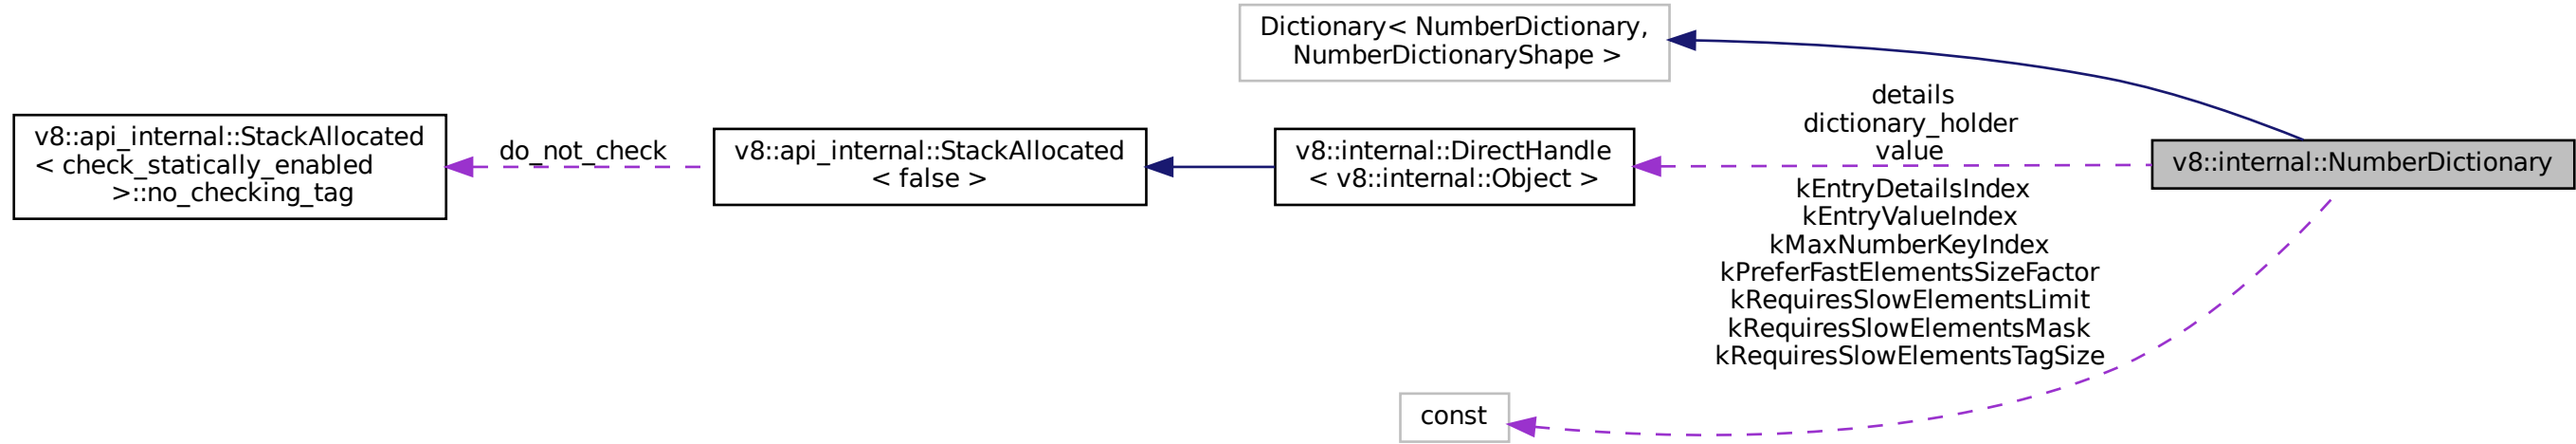 Dictionary< NumberDictionary,
NumberDictionaryShape >
v8::api_internal::StackAllocated
< check_statically_enabled
>::no_checking_tag
do_not_check
v8::api_internal::StackAllocated
< false >
v8::internal::DirectHandle
< v8::internal::Object >
details
dictionary_holder
value
v8::internal::NumberDictionary
kEntryDetailsIndex
kEntryValueIndex
kMaxNumberKeyIndex
kPreferFastElementsSizeFactor
kRequiresSlowElementsLimit
kRequiresSlowElementsMask
kRequiresSlowElementsTagSize
const